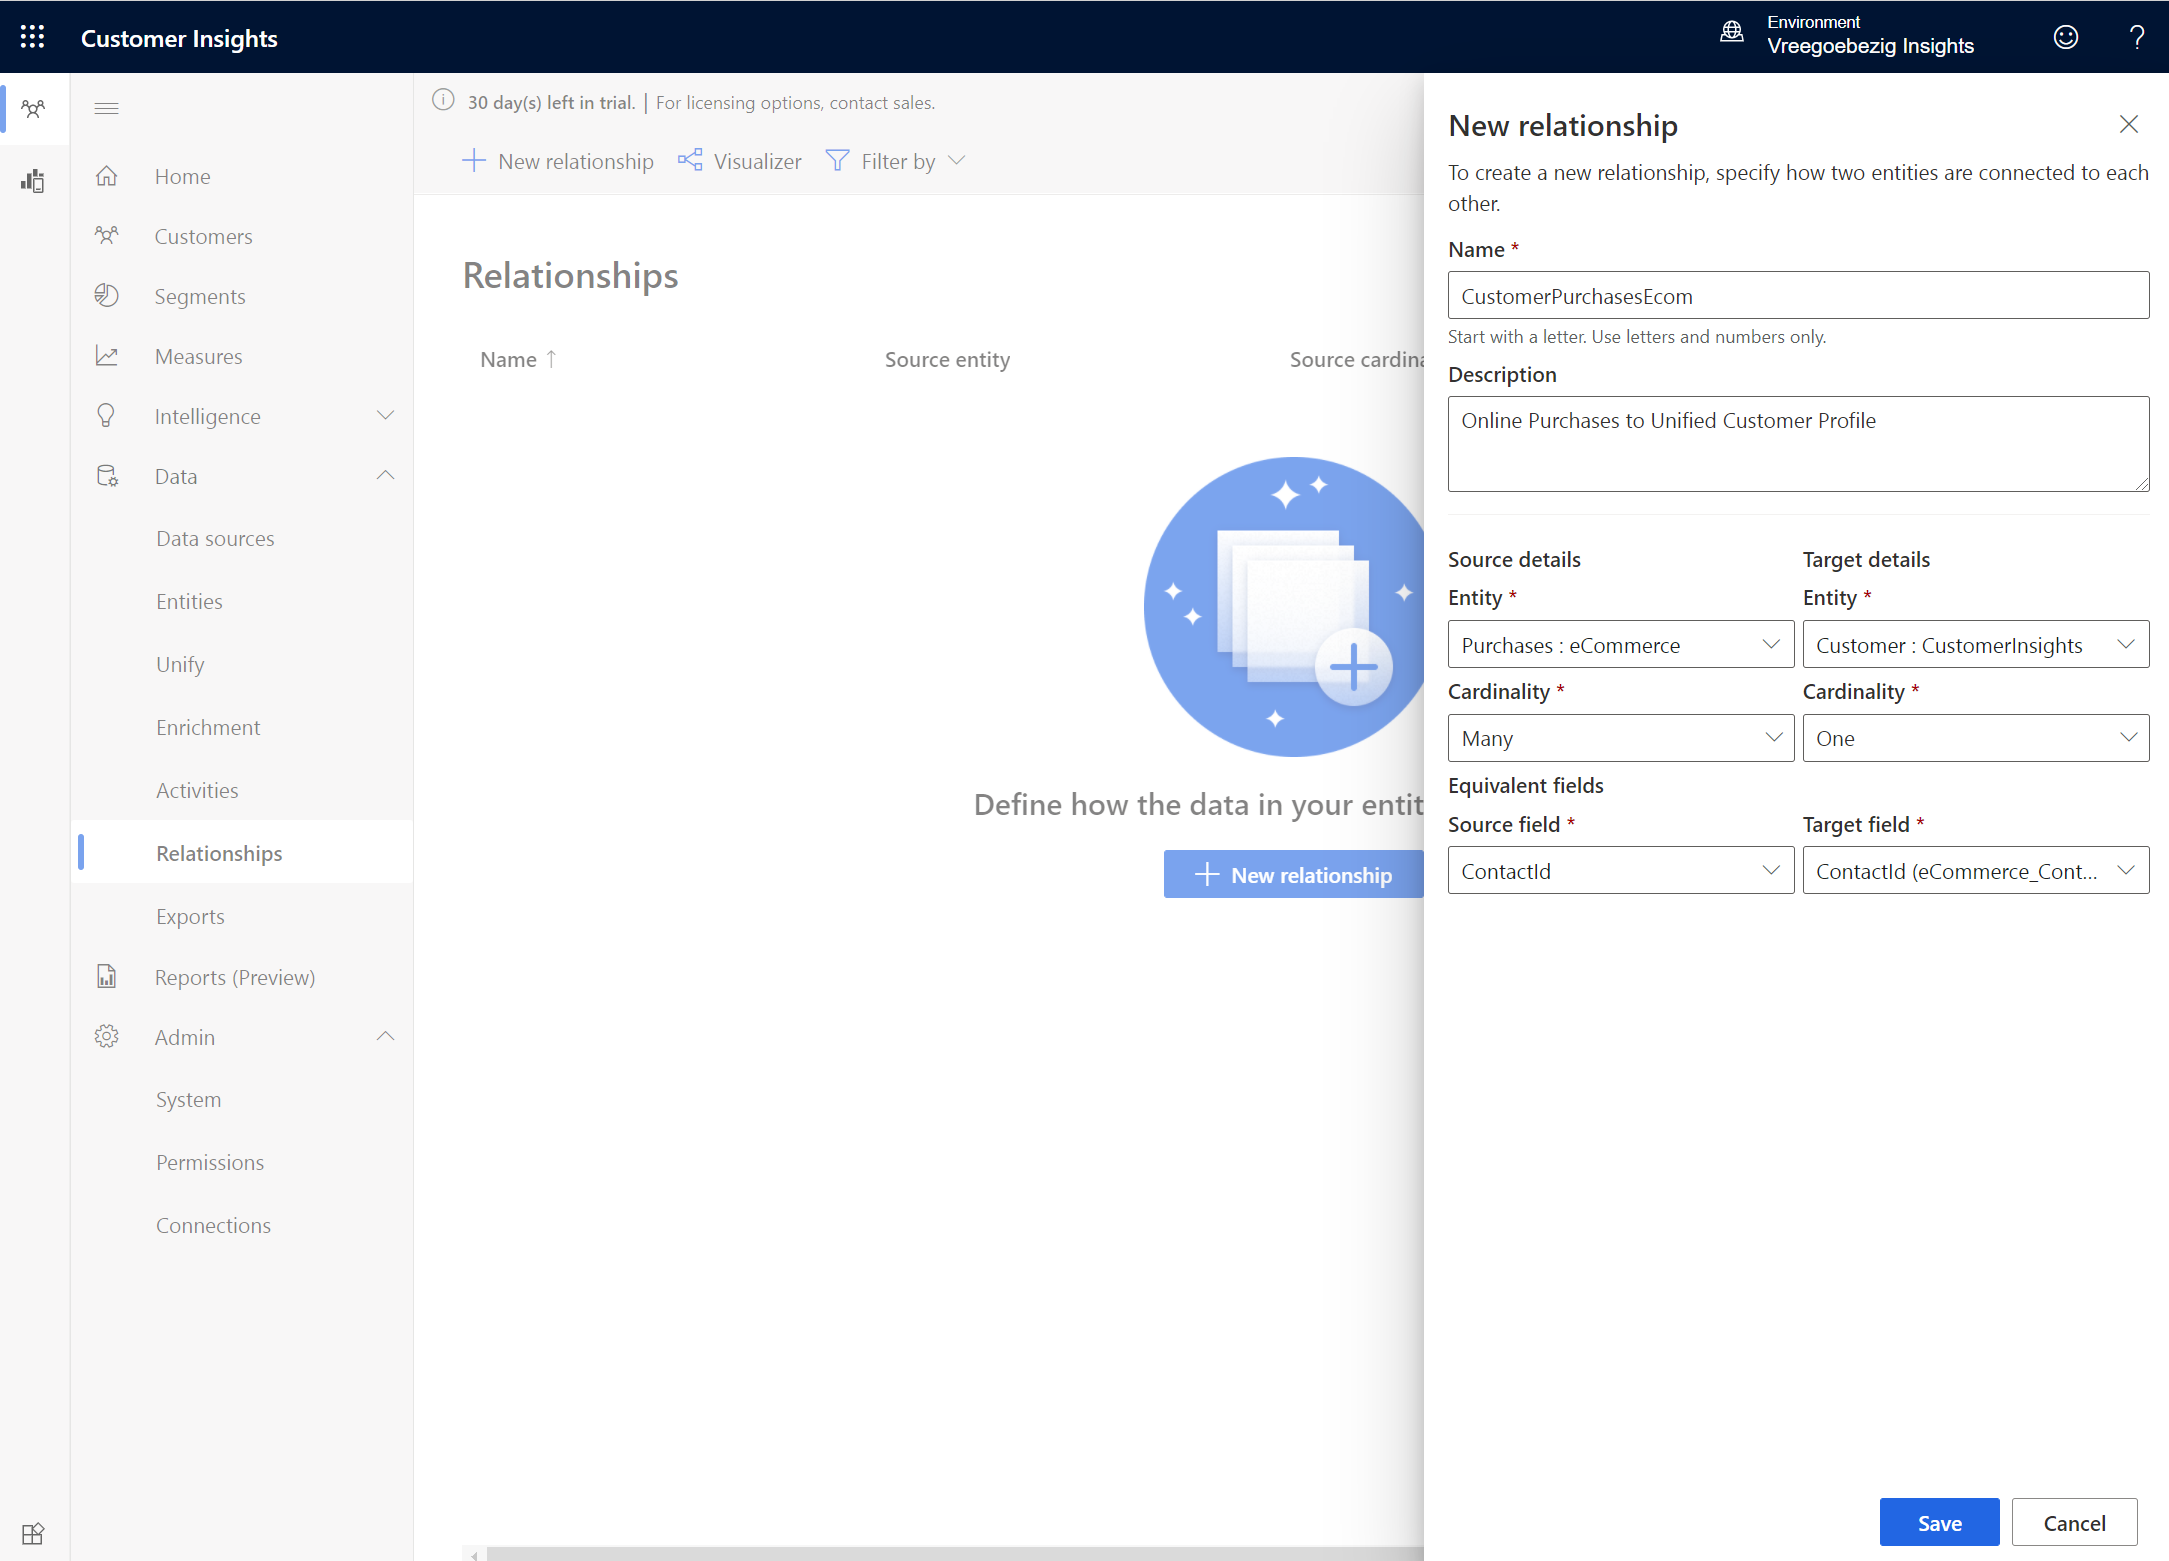 Customer Insights
Environment
Vreegoebezig Insights
?
30 day(s) left in trial. | For licensing options, contact sales.
New relationship
Visualizer
Filter by
Home
Customers
Segments
Measures
Intelligence
Data
Data sources
Entities
Unify
Enrichment
Activities
Relationships
Exports
Reports (Preview)
Admin
System
Permissions
Connections
Relationships
Name ↑
Source entity
Source cardina
Define how the data in your entit
New relationship
New relationship
To create a new relationship, specify how two entities are connected to each
other.
Name *
CustomerPurchasesEcom
Start with a letter. Use letters and numbers only.
Description
Online Purchases to Unified Customer Profile
Source details
Target details
Entity *
Entity *
Purchases : eCommerce
Customer : CustomerInsights
Cardinality *
Cardinality *
Many
One
Equivalent fields
Source field *
Target field *
ContactId
ContactId (eCommerce_Cont...
Save
Cancel